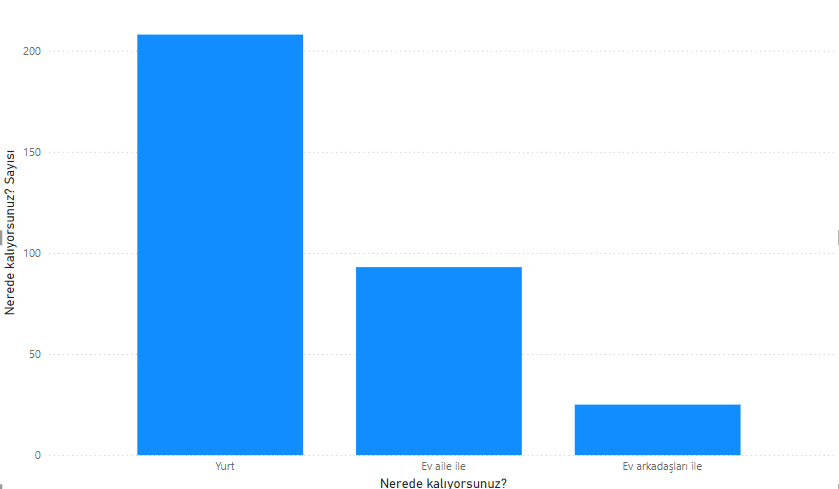 Nerede kalıyorsunuz? Sayısı
200
150
100
50
0
Yurt
Ev aile ile
Ev arkadaşları ile
Nerede kalıyorsunuz?